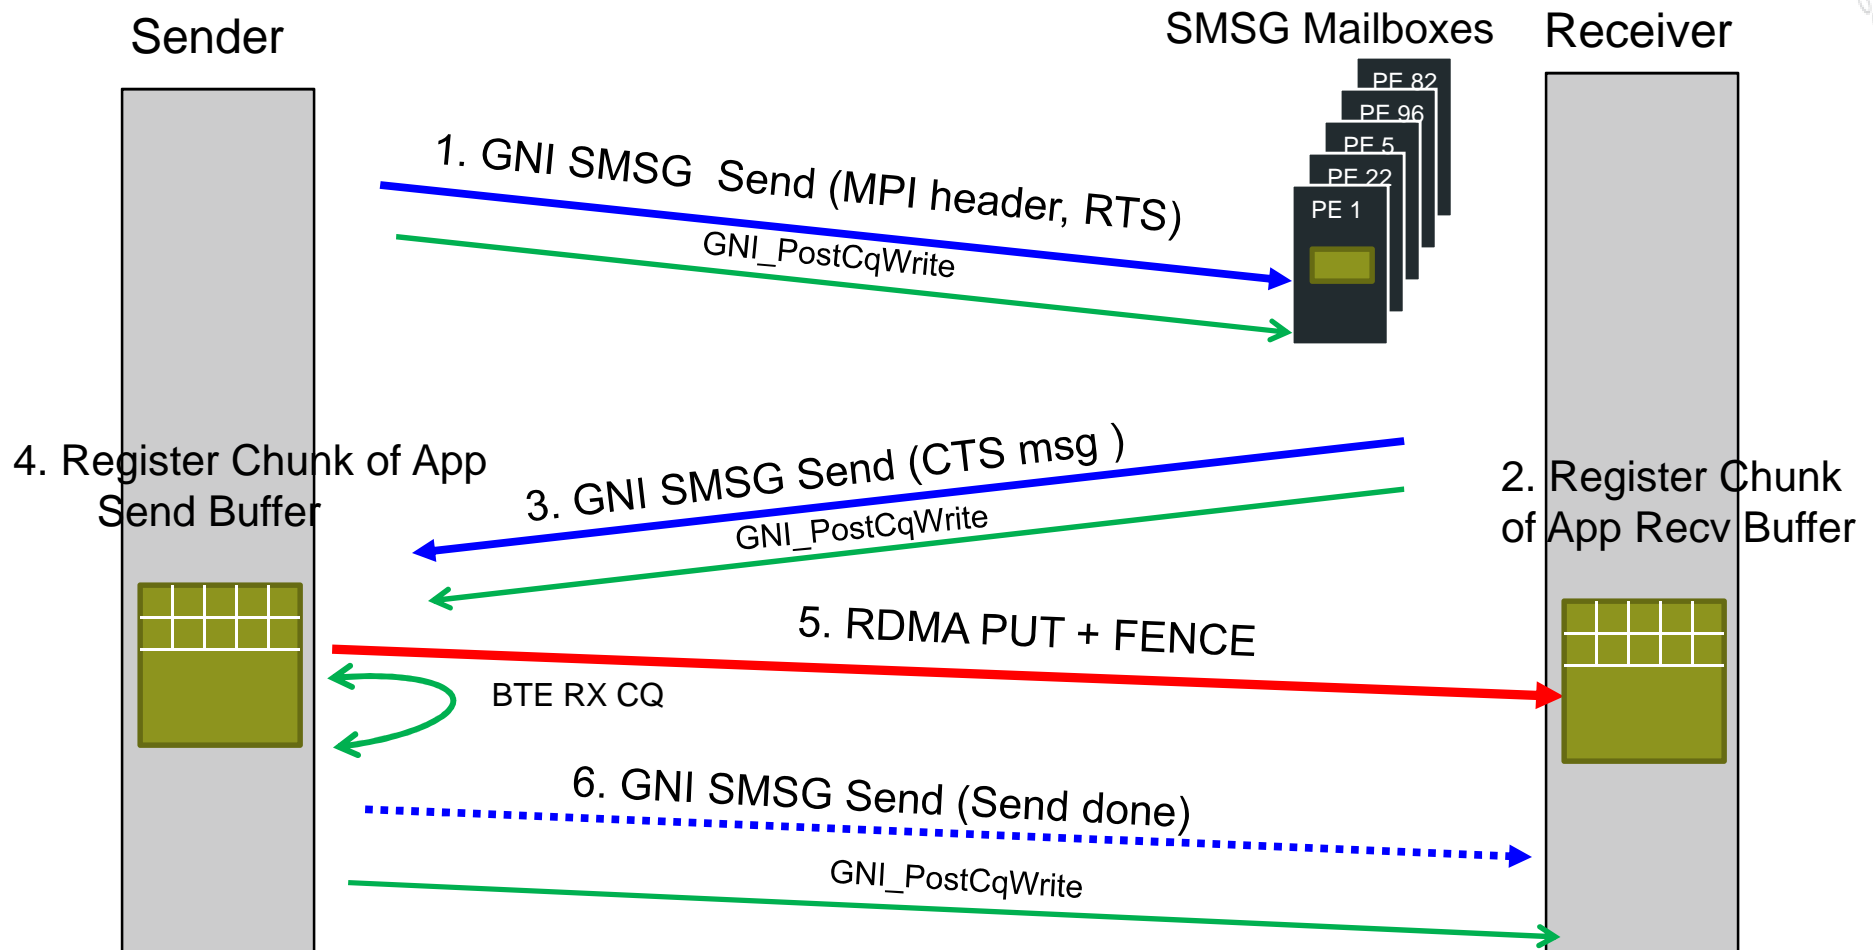 Sender
SMSG Mailboxes
Receiver
PE 82
PE 96
PE 5
PE 22
PE 1
1. GNI SMSG Send (MPI header, RTS)
GNI_PostCqWrite
3. GNI SMSG Send (CTS msg )
GNI_PostCqWrite
4. Register Chunk of App
Send Buffer
2. Register Chunk
of App Recv Buffer
5. RDMA PUT + FENCE
BTE RX CQ
6. GNI SMSG Send (Send done)
GNI_PostCqWrite